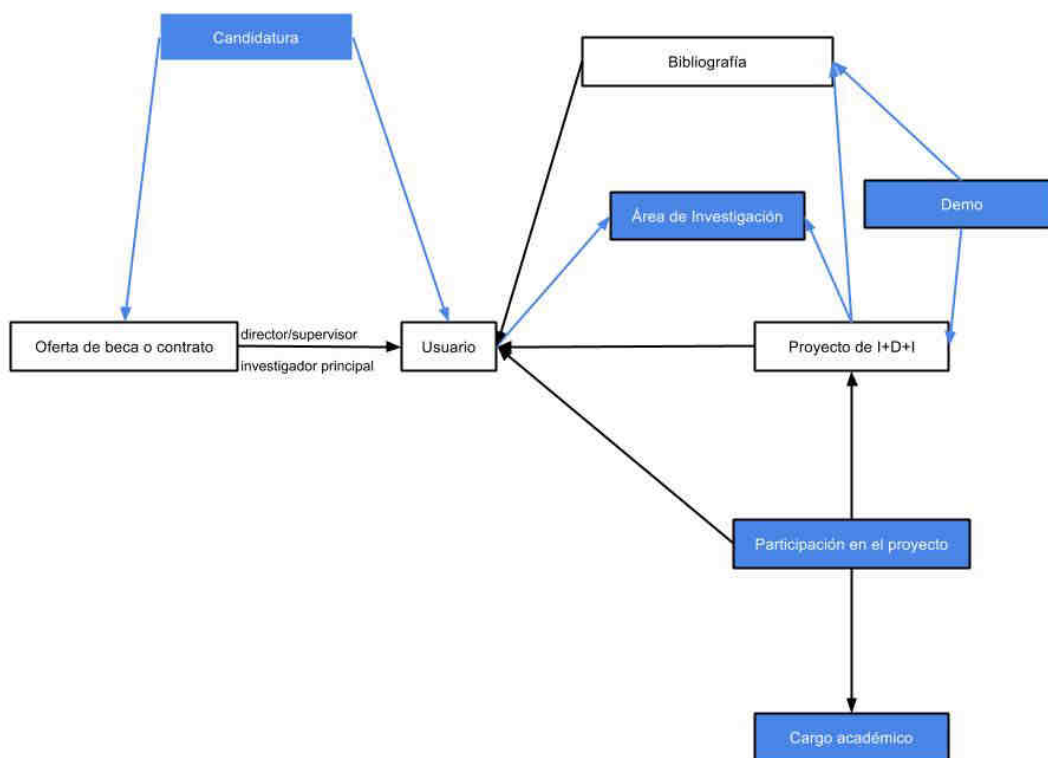 Candidatura
Bibliografía
Área de Investigación
Demo
Oferta de beca o contrato
director/supervisor
investigador principal
Usuario
Proyecto de I+D+I
Participación en el proyecto
Cargo académico